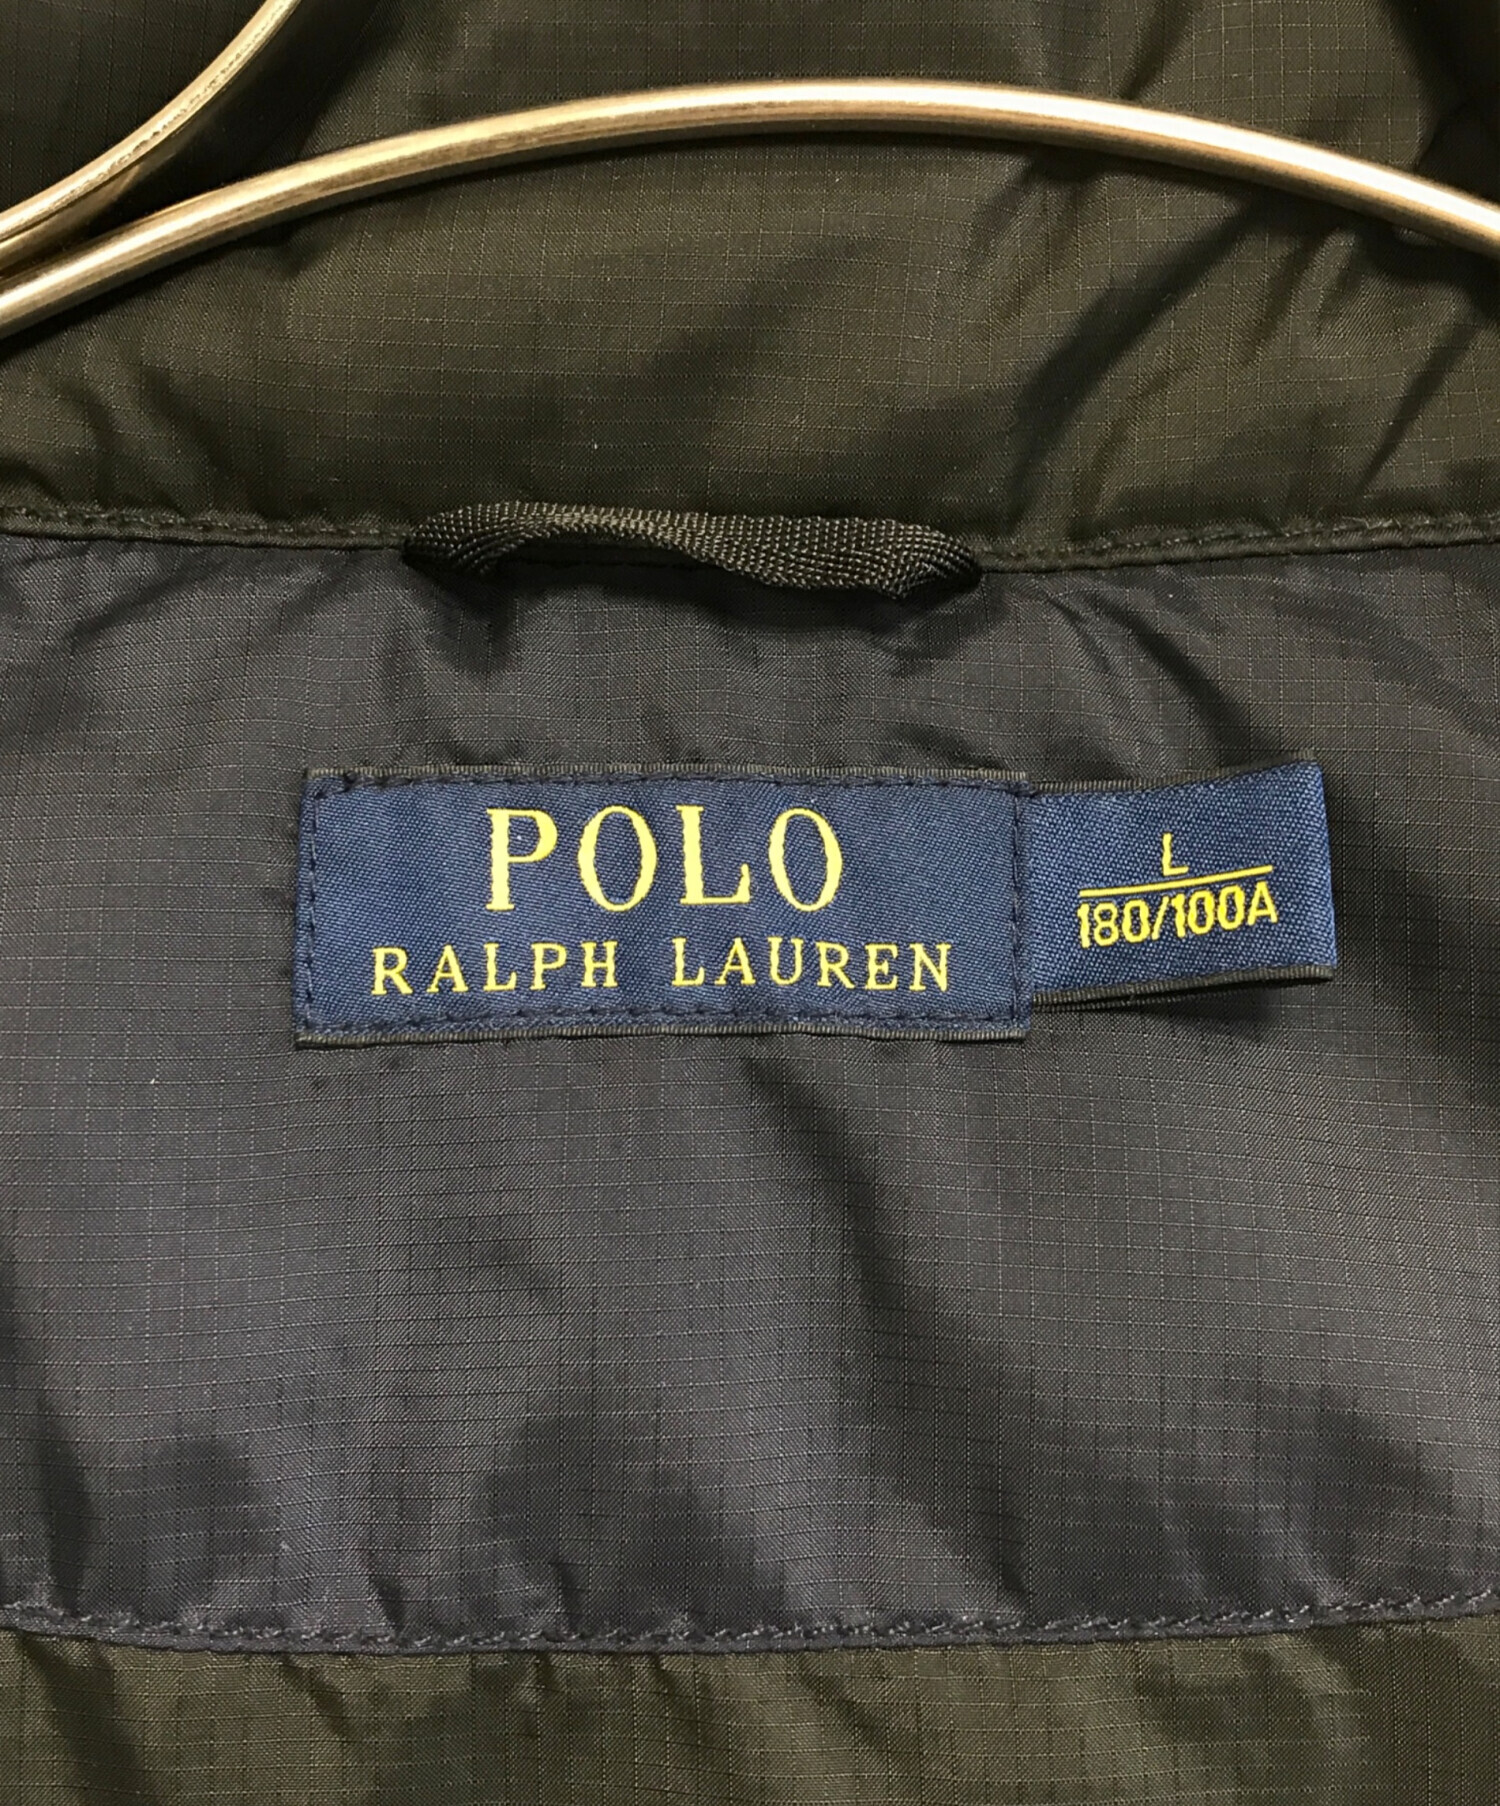 POLO
RALPH LAUREN
L
180/100A